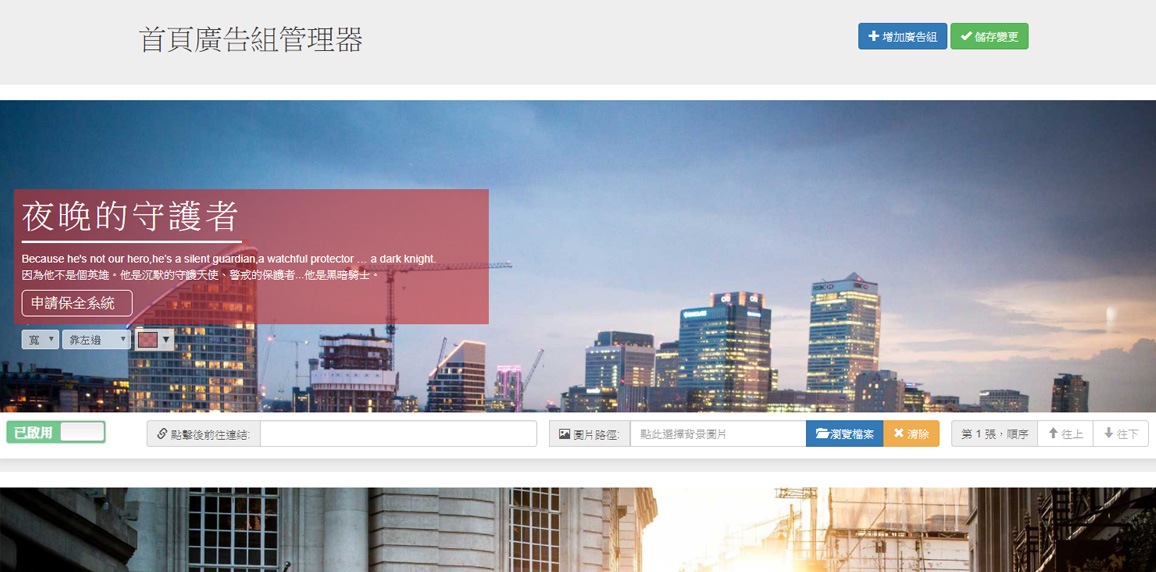 首頁廣告組管理器
增加廣告組
儲存變更
夜晚的守護者
Because he's not our hero,he's a silent guardian,a watchful protector ... a dark knight.
因為他不是個英雄。他是沉默的守護天使、警戒的保護者...他是黑暗騎士。
申請保全系統
寬
靠左邊
已啟用
點擊後前往連結:
圖片路徑:
點此選擇背景圖片
瀏覽檔案
清除
第 1 張，順序
往上
往下